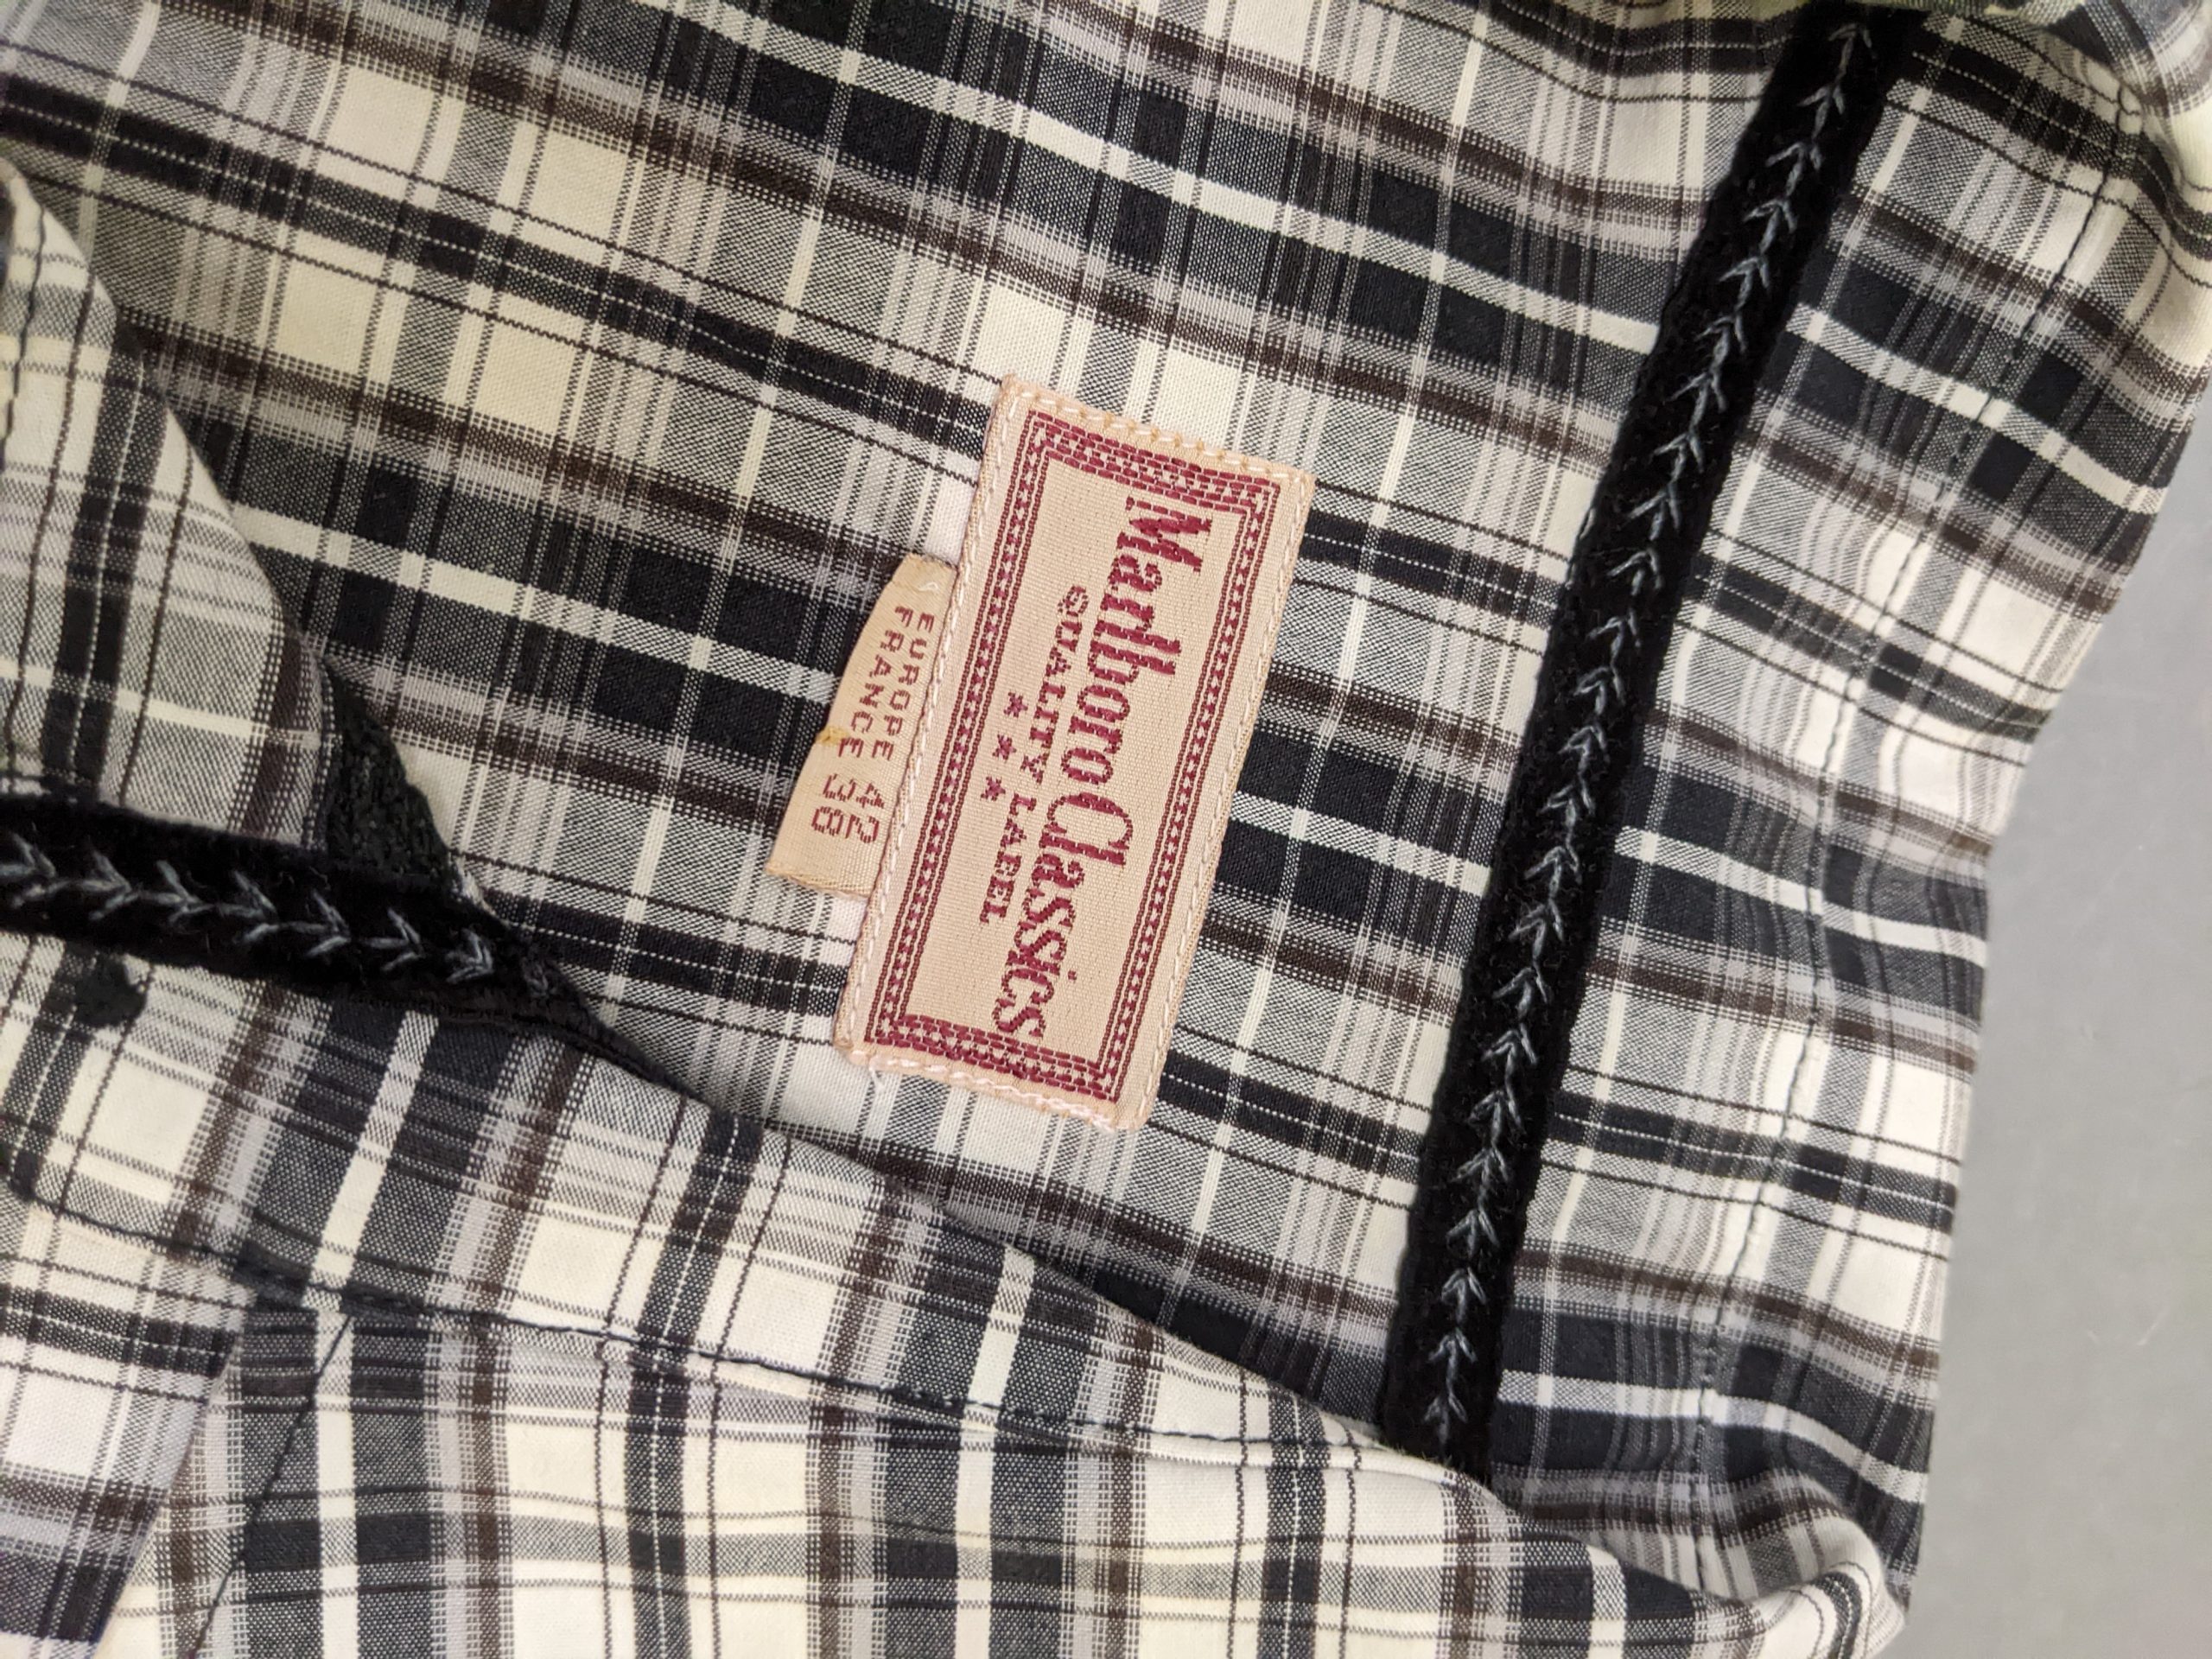 Marlboro Classics
QUALITY LABEL
★ ★ ★
EUROPE 42
FRANCE 38